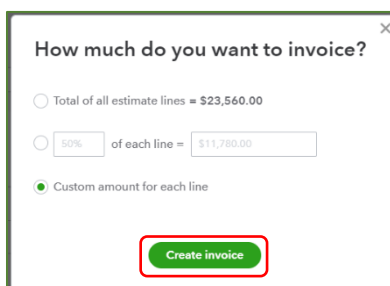 How much do you want to invoice?
Total of all estimate lines = $23,560.00
50% of each line = $11,780.00
Custom amount for each line
Create invoice